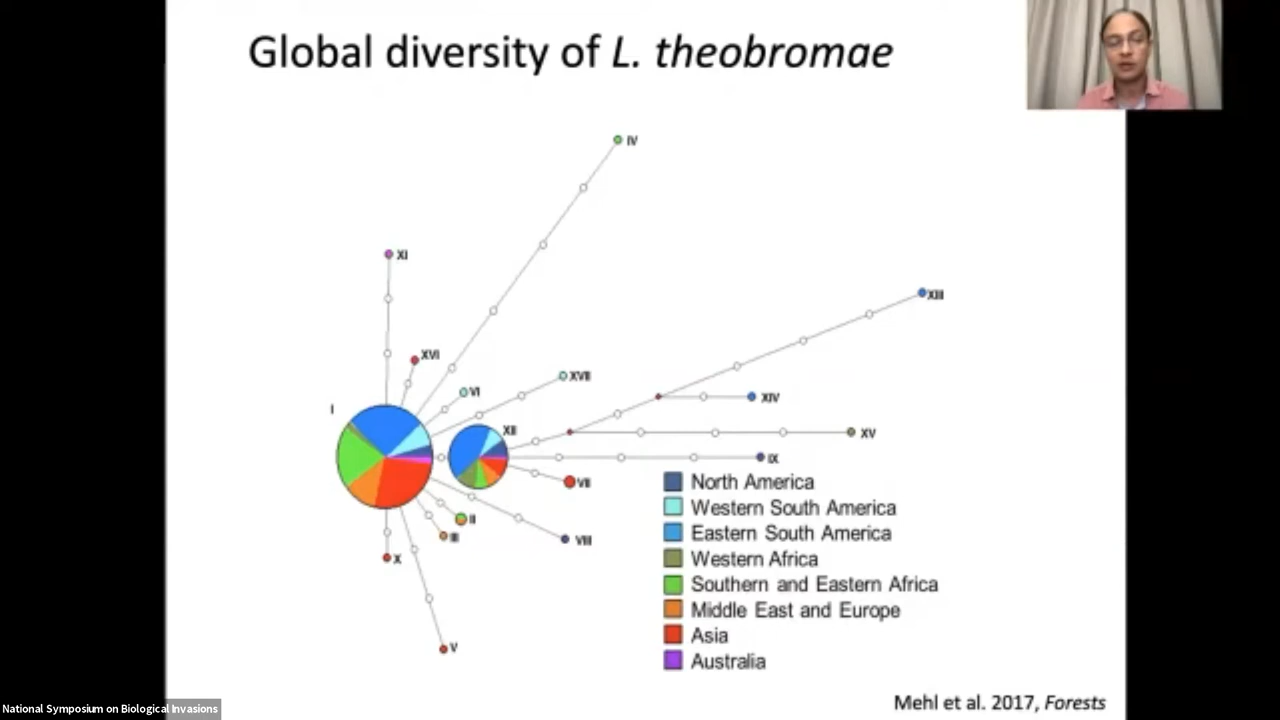 Global diversity of L. theobromae
IV
XI
XIII
XVI
XVII
VI
XIV
I
XII
XV
IX
VII
II
III
VIII
X
V
North America
Western South America
Eastern South America
Western Africa
Southern and Eastern Africa
Middle East and Europe
Asia
Australia
Mehl et al. 2017, Forests
National Symposium on Biological Invasions